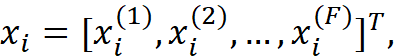 x_i = [x_i^{(1)}, x_i^{(2)}, …, x_i^{(F)}]^T,